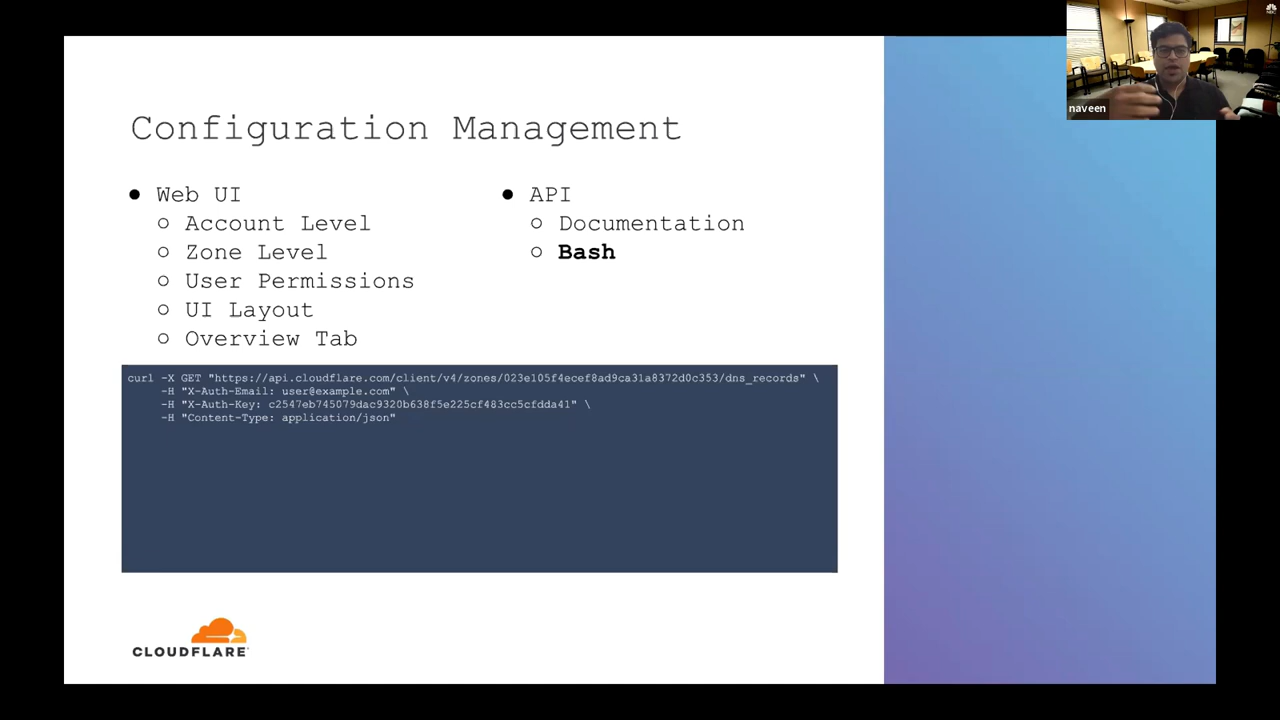 naveen
Configuration Management
● Web UI
○ Account Level
○ Zone Level
○ User Permissions
○ UI Layout
○ Overview Tab
● API
○ Documentation
○ Bash
curl -X GET "https://api.cloudflare.com/client/v4/zones/023e105f4ecef8ad9ca31a8372d0c353/dns_records" \
-H "X-Auth-Email: user@example.com" \
-H "X-Auth-Key: c2547eb745079dac9320b638f5e225cf483cc5cfdda41" \
-H "Content-Type: application/json"
CLOUDFLARE